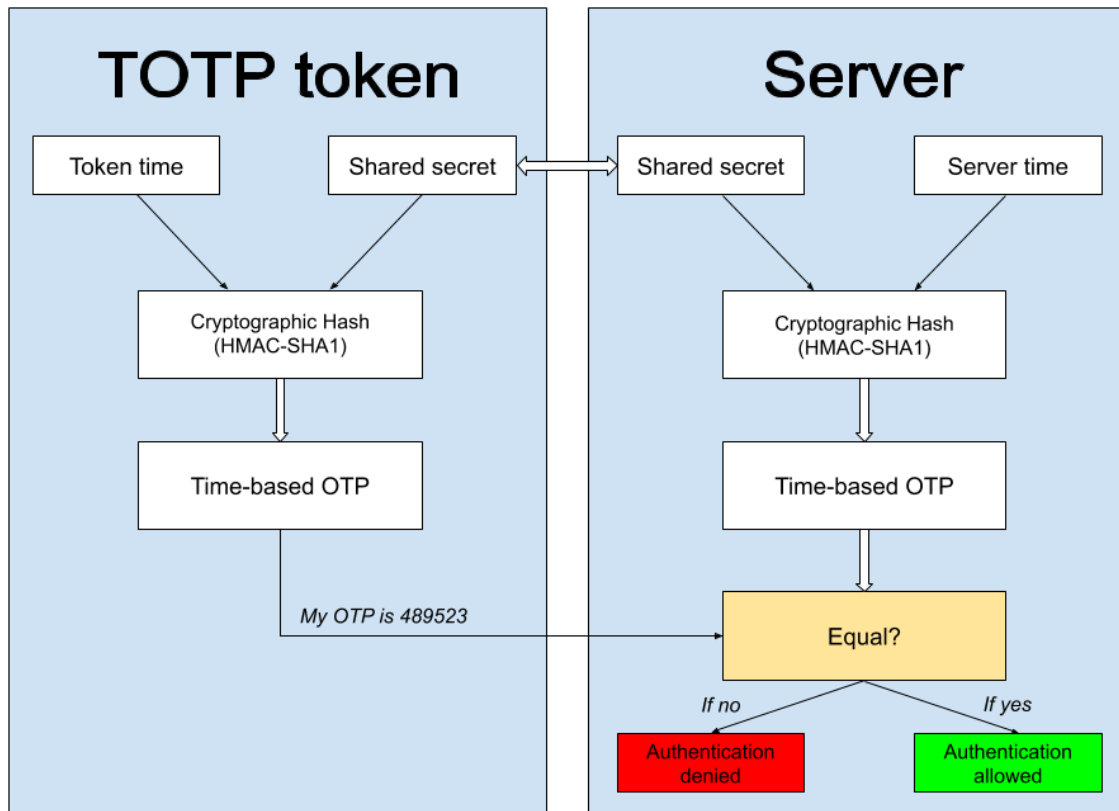 TOTP token
Token time
Shared secret
Cryptographic Hash
(HMAC-SHA1)
Time-based OTP
My OTP is 489523
Server
Shared secret
Server time
Cryptographic Hash
(HMAC-SHA1)
Time-based OTP
Equal?
If no
If yes
Authentication
denied
Authentication
allowed